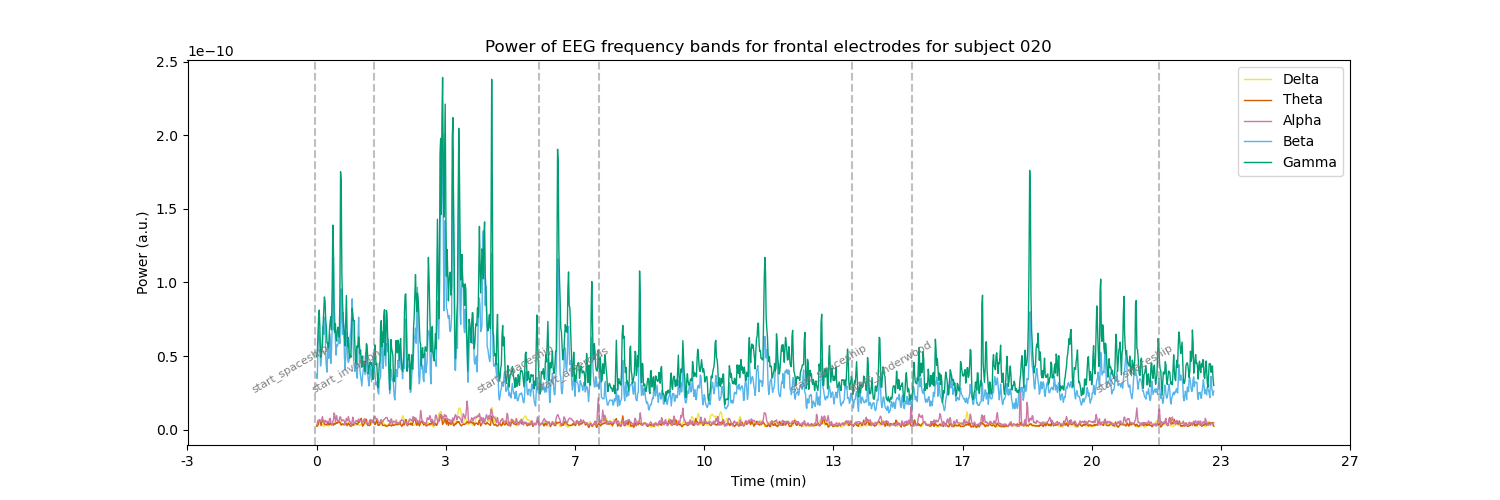 Power of EEG frequency bands for frontal electrodes for subject 020
1e−10
2.5
2.0
1.5
1.0
0.5
0.0
Power (a.u.)
Delta
Theta
Alpha
Beta
Gamma
start_spaceship
start_invasion
start_spaceship
start_asteroids
start_spaceship
start_underwood
start_spaceship
-3
0
3
7
10
13
17
20
23
27
Time (min)